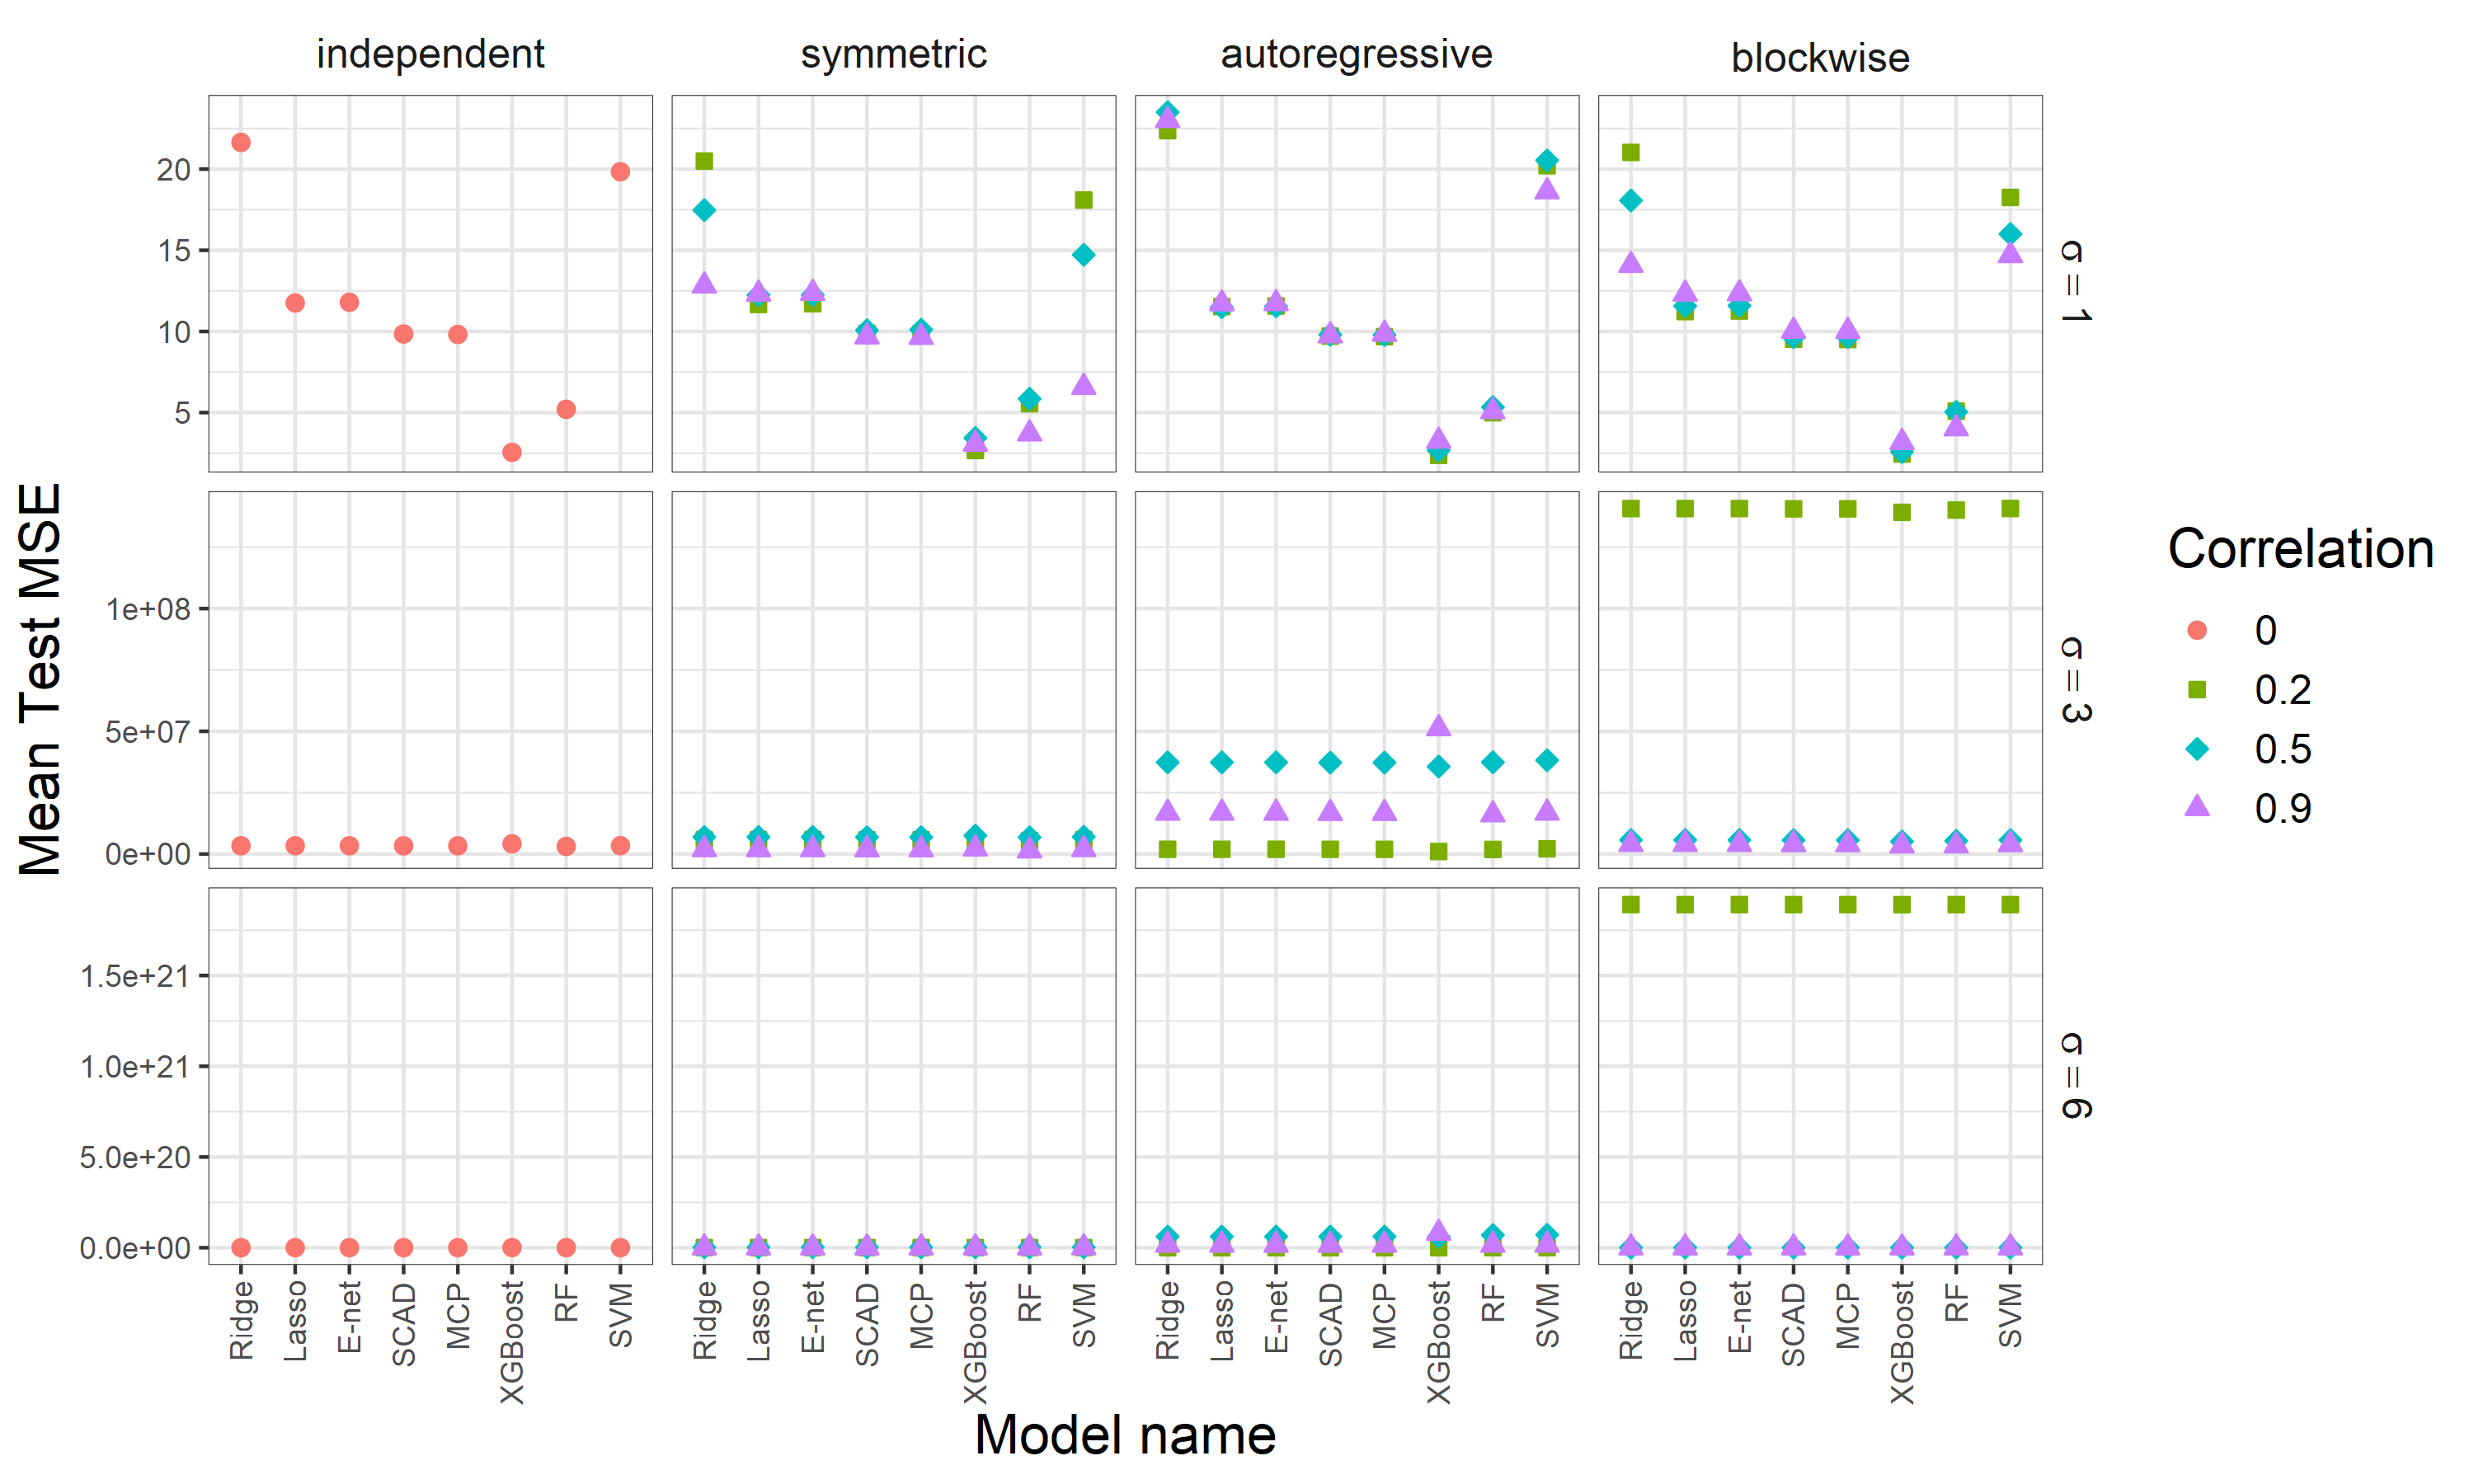 independent symmetric autoregressive blockwise
20
15
10
5
σ = 1
1e+08
5e+07
0e+00
σ = 3
1.5e+21
1.0e+21
5.0e+20
0.0e+00
σ = 6
Mean Test MSE
Ridge Lasso E-net SCAD MCP XGBoost RF SVM
Ridge Lasso E-net SCAD MCP XGBoost RF SVM
Ridge Lasso E-net SCAD MCP XGBoost RF SVM
Ridge Lasso E-net SCAD MCP XGBoost RF SVM
Model name
Correlation
0
0.2
0.5
0.9